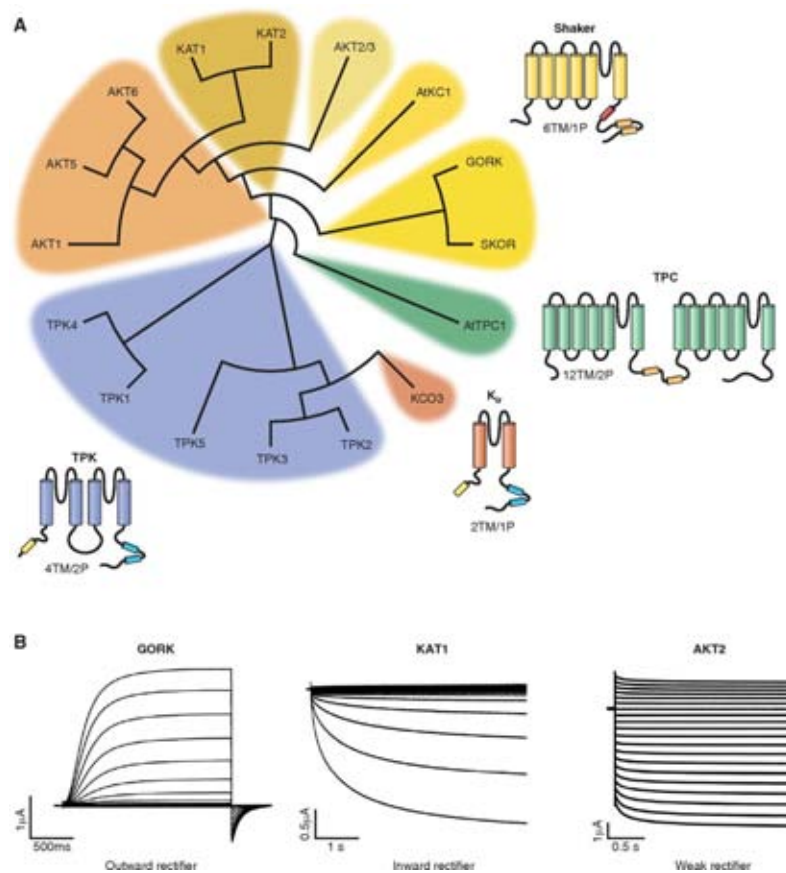 A
KAT1
KAT2
AKT2/3
Shaker
AKT6
AtKC1
6TM/1P
AKT5
GORK
AKT1
SKOR
TPC
TPK4
AtTPC1
12TM/2P
TPK1
KCO3
TPK5
TPK3
TPK2
TPK
2TM/1P
4TM/2P
B
GORK
KAT1
AKT2
1μA
500ms
0.5μA
1 s
1μA
0.5 s
Outward rectifier
Inward rectifier
Weak rectifier